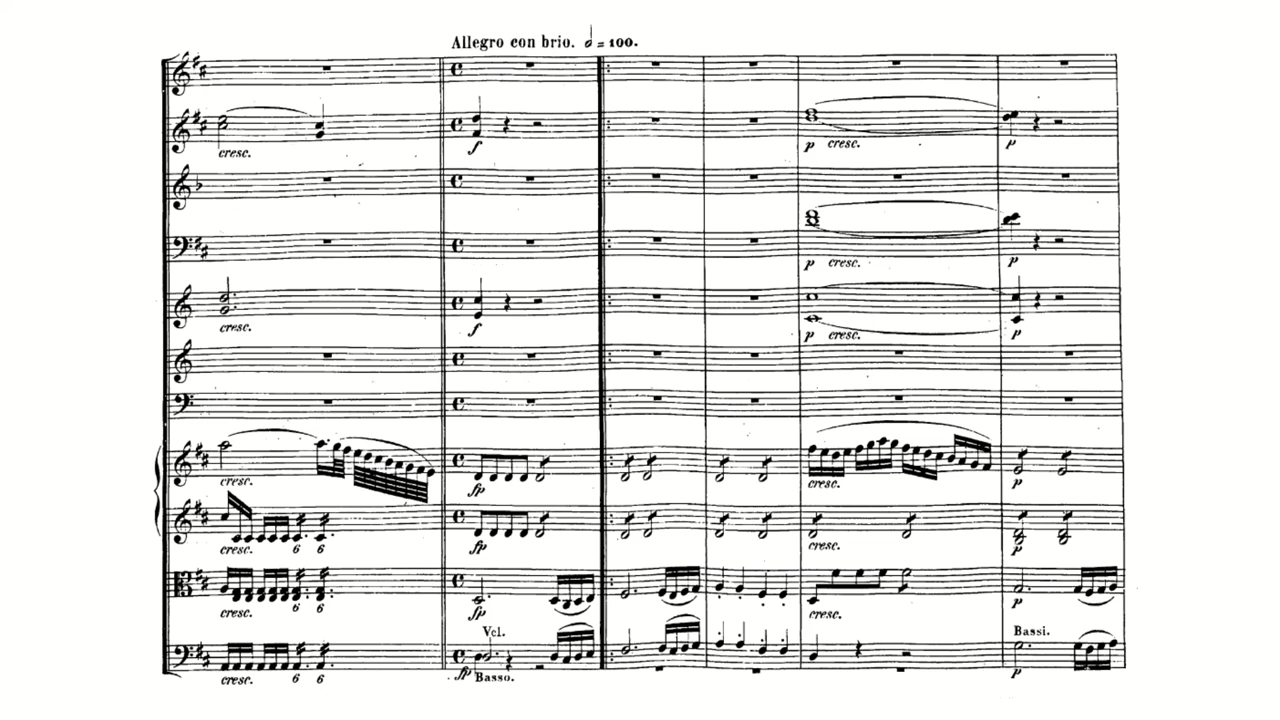 Allegro con brio. = 100.
cresc. f p cresc. p
p cresc. p
cresc. f p cresc. p
cresc. fp cresc. p
cresc. 6 6 fp cresc. p
cresc. 6 6 fp cresc. p
Vcl. Bassi.
cresc. 6 6 fp Basso. p